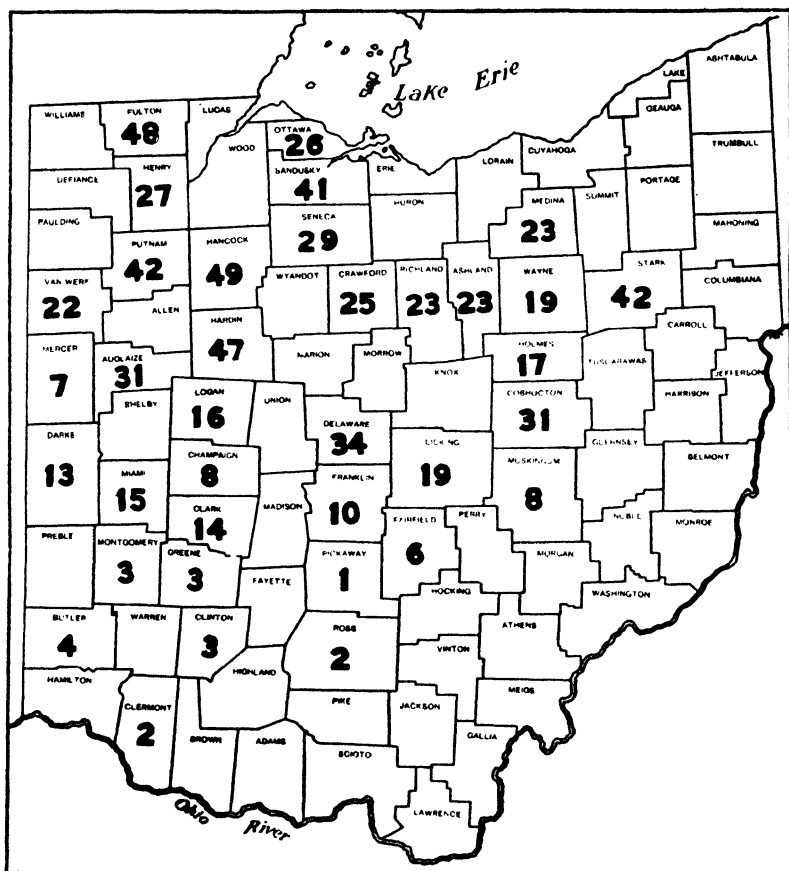 Lake Erie
ASHTABULA
LAKE
GEAUGA
WILLIAMS
FULTON
48
LUCAS
OTTAWA
26
WOOD
CUYAHOGA
TRUMBULL
SANDUSKY
41
ERIE
LORAIN
HENRY
27
DEFIANCE
MEDINA
23
SUMMIT
PORTAGE
HURON
PAULDING
SENECA
29
MAHONING
PUTNAM
42
HANCOCK
49
WYANDOT
CRAWFORD
25
RICHLAND
23
ASHLAND
23
WAYNE
19
STARK
42
COLUMBIANA
VAN WERT
22
ALLEN
HARDIN
47
CARROLL
MERCER
7
AUGLAIZE
31
MARION
MORROW
HOLMES
17
TUSCARAWAS
JEFFERSON
KNOX
LOGAN
16
UNION
COSHOCTON
31
HARRISON
SHELBY
DELAWARE
34
DARKE
13
LICKING
19
GUERNSEY
BELMONT
CHAMPAIGN
8
MUSKINGUM
8
MIAMI
15
FRANKLIN
10
CLARK
14
MADISON
FAIRFIELD
6
PERRY
NOBLE
MONROE
PREBLE
MONTGOMERY
3
GREENE
3
PICKAWAY
1
MORGAN
FAYETTE
HOCKING
WASHINGTON
BUTLER
4
WARREN
CLINTON
3
ROSS
2
ATHENS
VINTON
HIGHLAND
HAMILTON
MEIGS
CLERMONT
2
PIKE
JACKSON
GALLIA
BROWN
ADAMS
SCIOTO
Ohio River
LAWRENCE